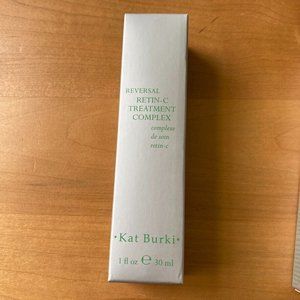 REVERSAL
RETIN-C
TREATMENT
COMPLEX
complexe
de soin
retin-c
•Kat Burki•
1 fl oz ℮ 30 ml